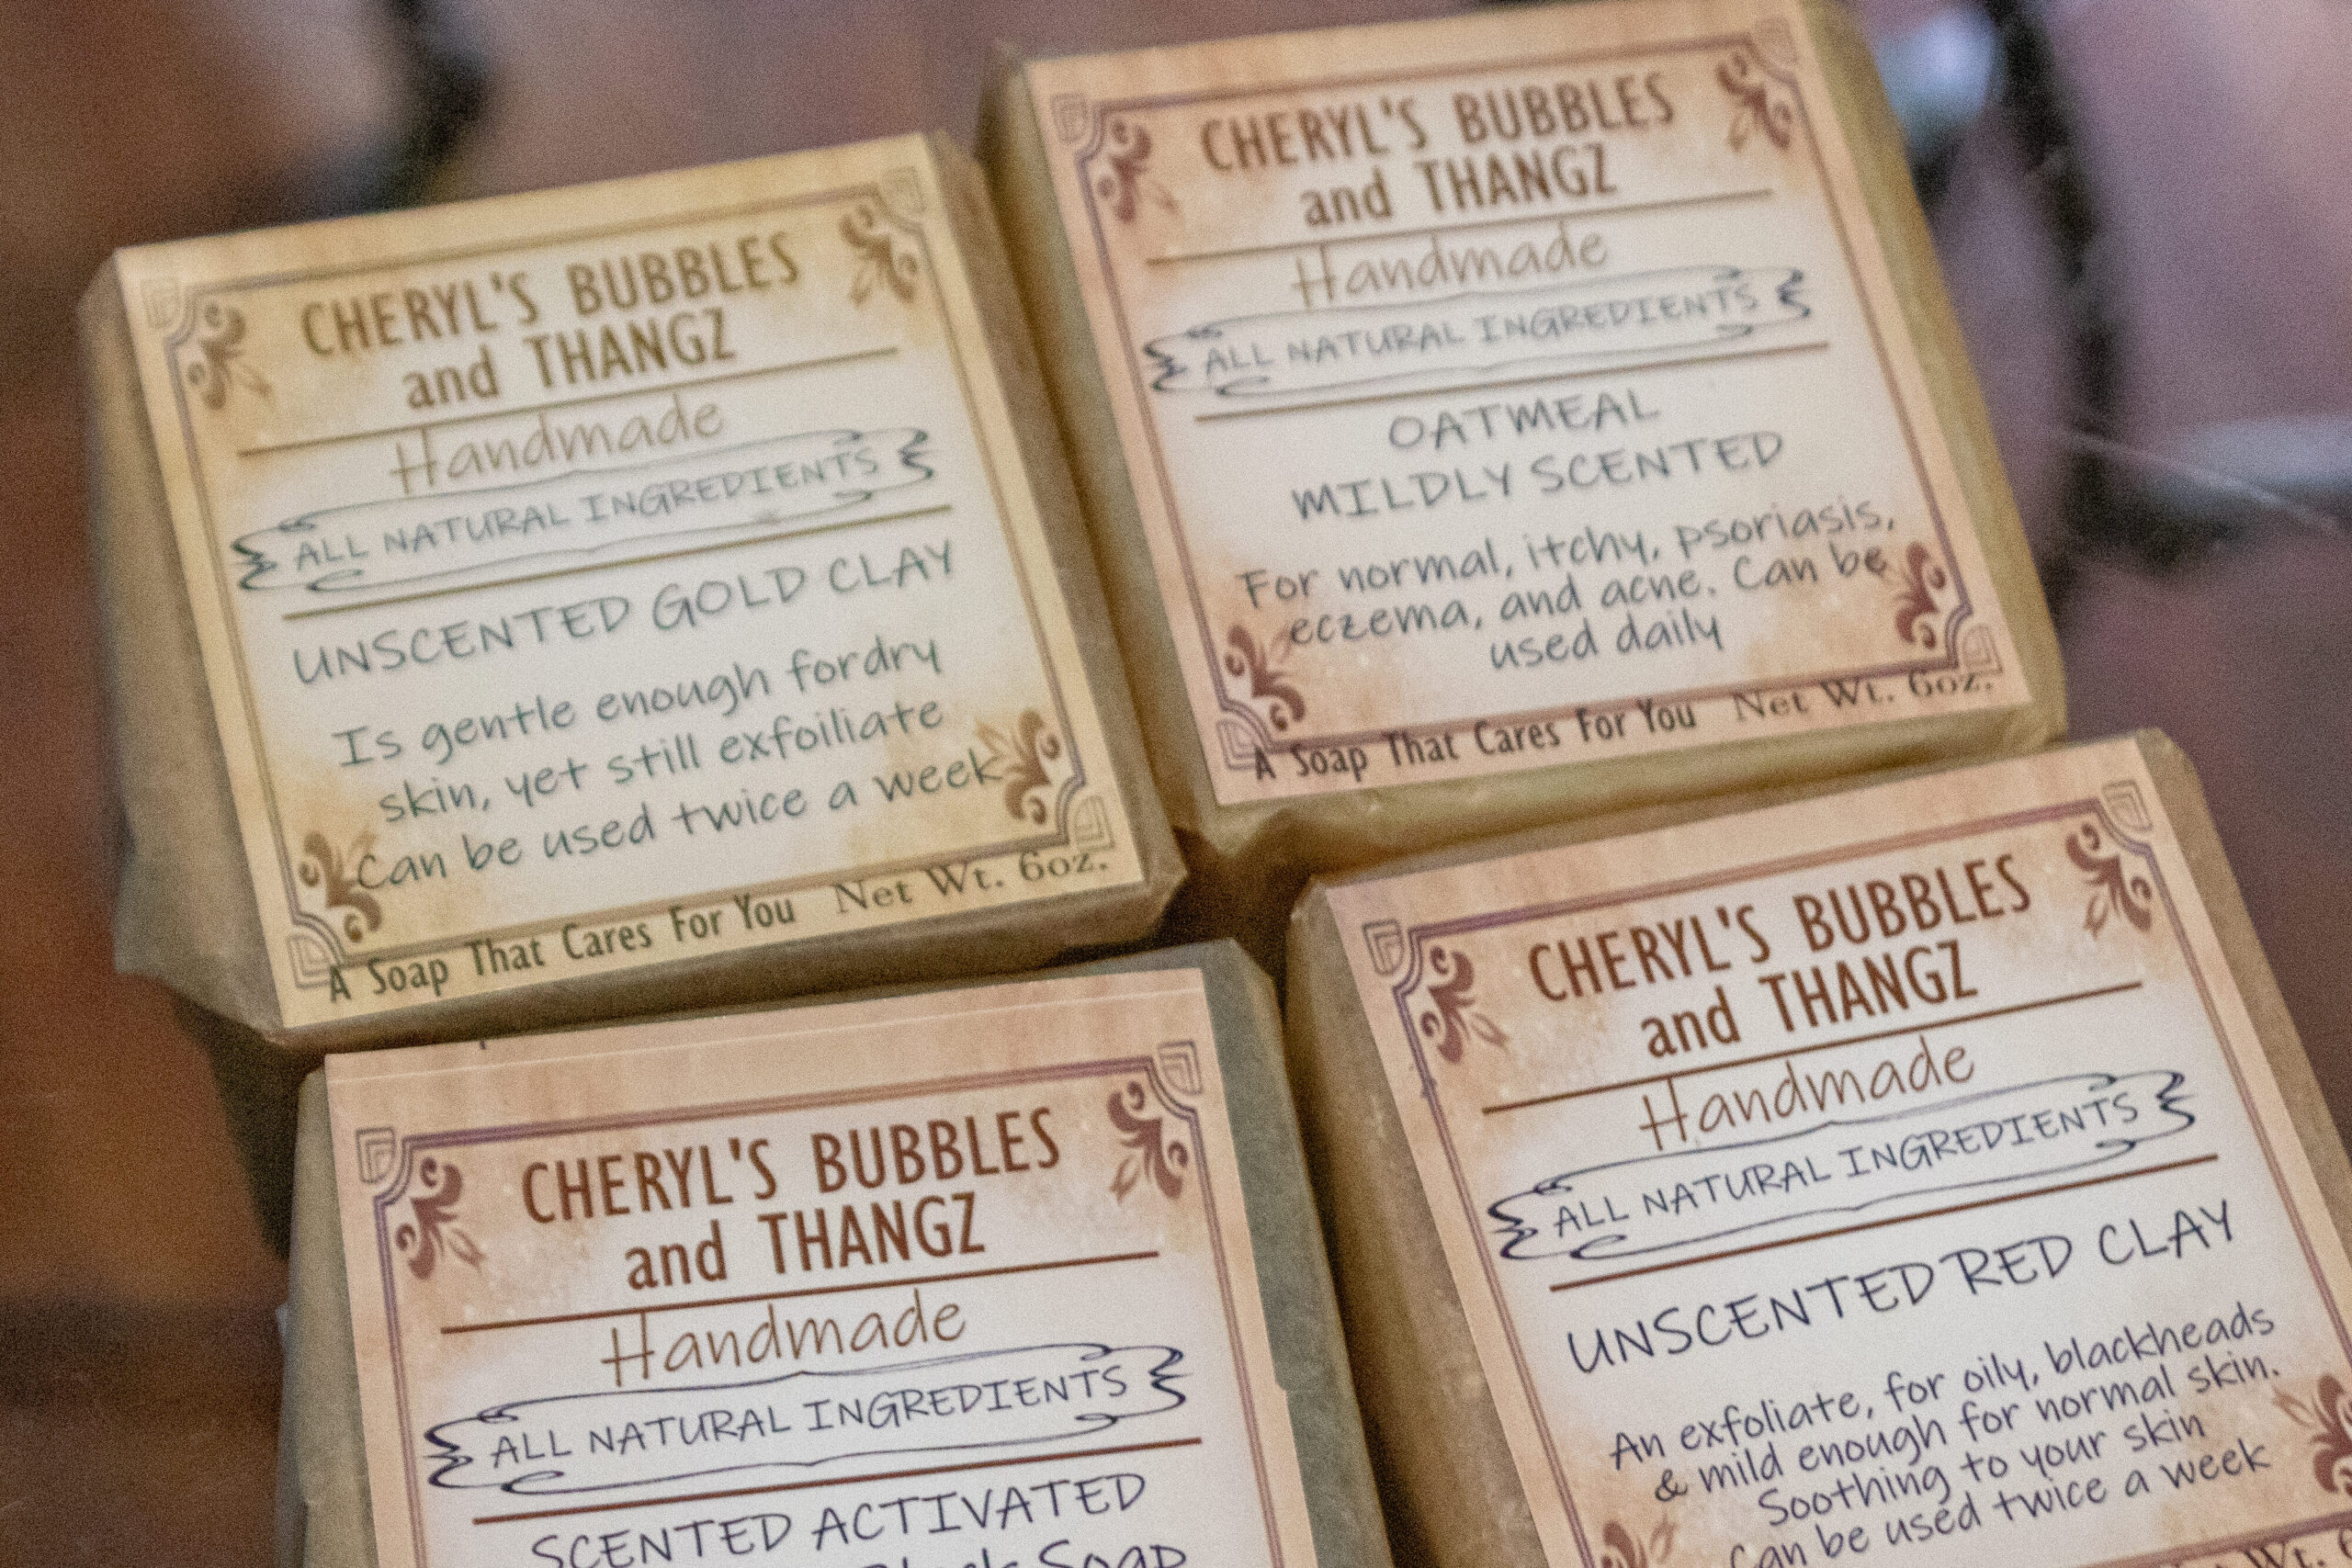 CHERYL'S BUBBLES
and THANGZ
Handmade
ALL NATURAL INGREDIENTS
UNSCENTED GOLD CLAY
Is gentle enough fordry
skin, yet still exfoiliate
Can be used twice a week
A Soap That Cares For You Net Wt. 6oz.
CHERYL'S BUBBLES
and THANGZ
Handmade
ALL NATURAL INGREDIENTS
OATMEAL
MILDLY SCENTED
For normal, itchy, psoriasis,
eczema, and acne. Can be
used daily
A Soap That Cares For You Net Wt. 6oz.
CHERYL'S BUBBLES
and THANGZ
Handmade
ALL NATURAL INGREDIENTS
SCENTED ACTIVATED
Black Soap
CHERYL'S BUBBLES
and THANGZ
Handmade
ALL NATURAL INGREDIENTS
UNSCENTED RED CLAY
An exfoliate, for oily, blackheads
& mild enough for normal skin.
Soothing to your skin
Can be used twice a week